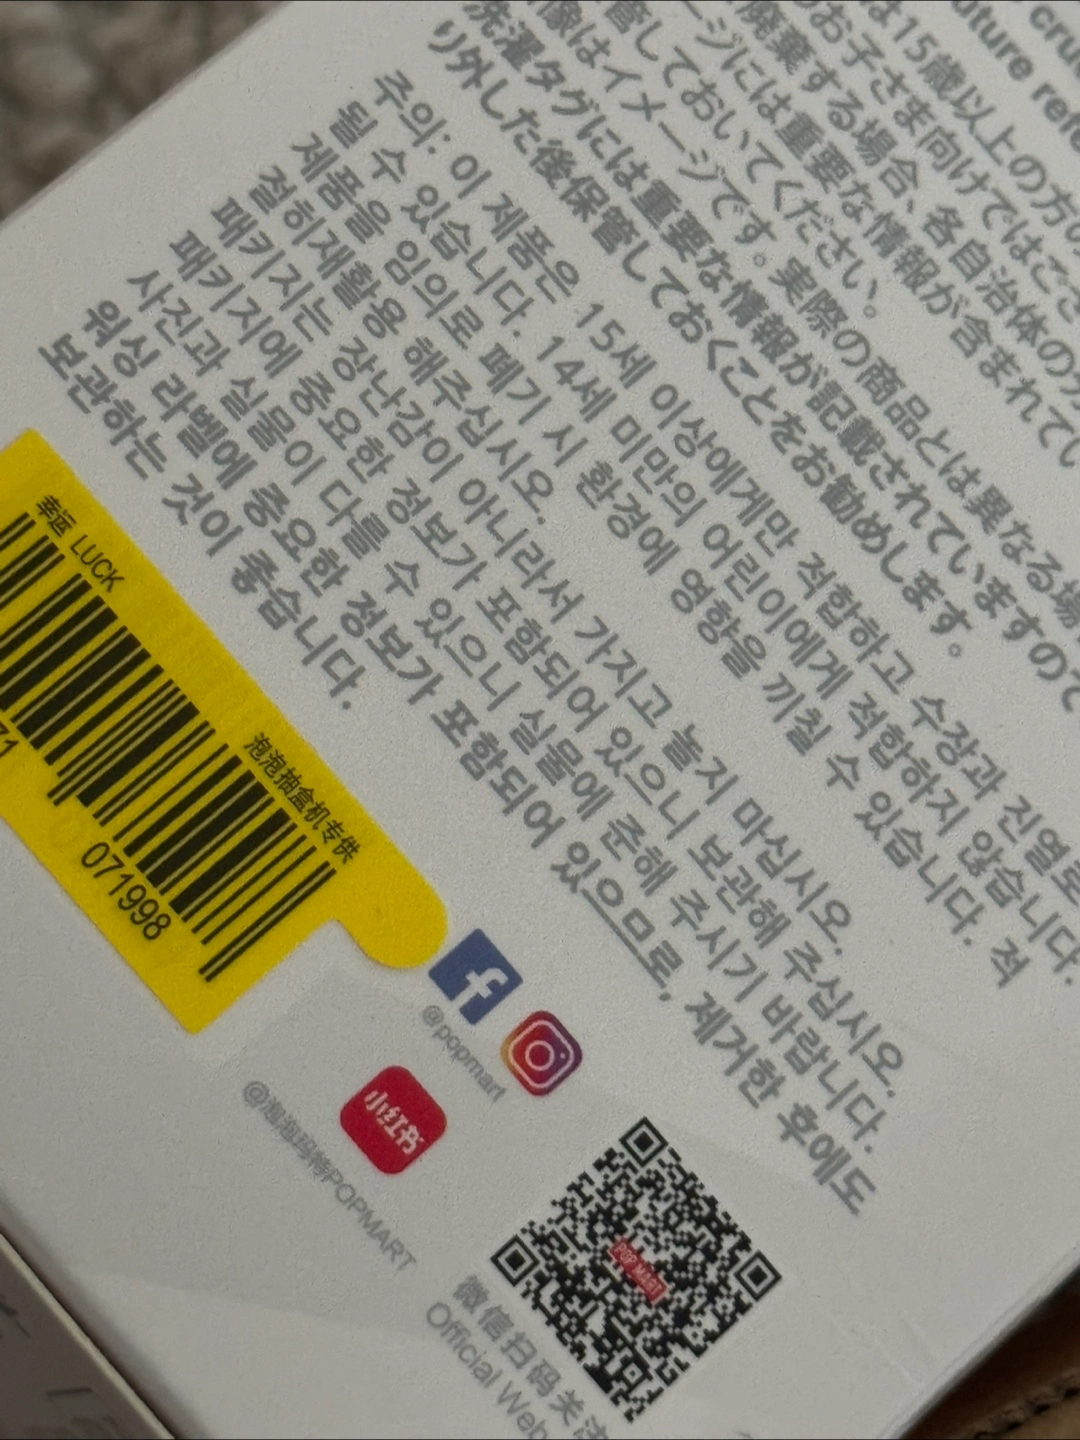 crue
uture refe
は15歳以上の方の
お子さま向けではござ
廃棄する場合、各自治体の
ージには重要な情報が含まれてい
管しておいてください。
像はイメージです。実際の商品とは異なる場
洗濯タグには重要な情報が記載されていますので
り外した後保管しておくことをお勧めします。
주의: 이 제품은 15세 이상에게만 적합하고 수장과 진열로
될 수 있습니다. 14세 미만의 어린이에게 적합하지 않습니다.
제품을 임의로 폐기 시 환경에 영향을 끼칠 수 있습니다. 적
절히재활용 해주십시오.
패키지는 장난감이 아니라서 가지고 놀지 마십시오.
패키지에 중요한 정보가 포함되어 있으니 보관해 주십시오.
사진과 실물이 다를 수 있으니 실물에 준해 주시기 바랍니다.
워싱 라벨에 중요한 정보가 포함되어 있으므로, 제거한 후에도
보관하는 것이 좋습니다.
幸运 LUCK
泡泡抽盒机专供
71
071998
@popmart
小红书
@泡泡玛特POPMART
POP MART
微信扫码关注
Official Web